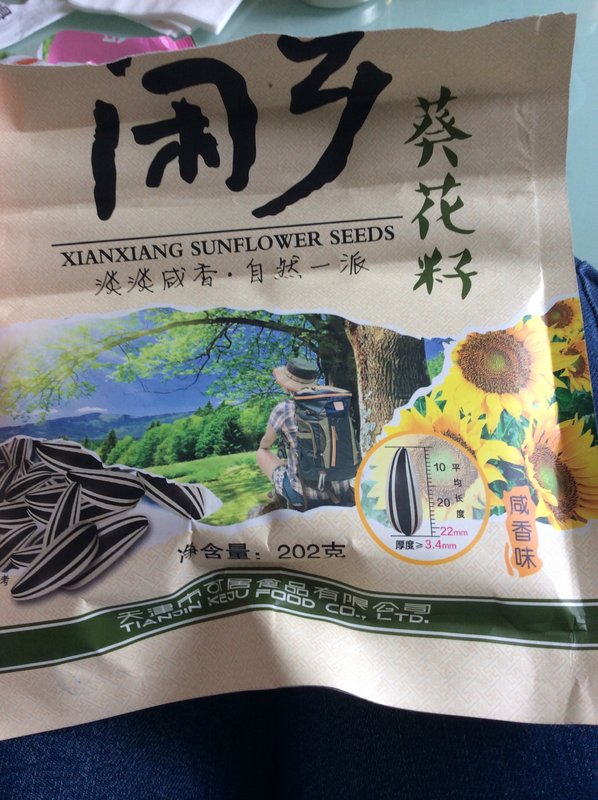 闲乡
葵花籽
XIANXIANG SUNFLOWER SEEDS
淡淡咸香·自然一派
10
20
平均长度
22mm
厚度≥3.4mm
咸香味
净含量：202克
考
天津市可居食品有限公司
TIANJIN KEJU FOOD CO., LTD.